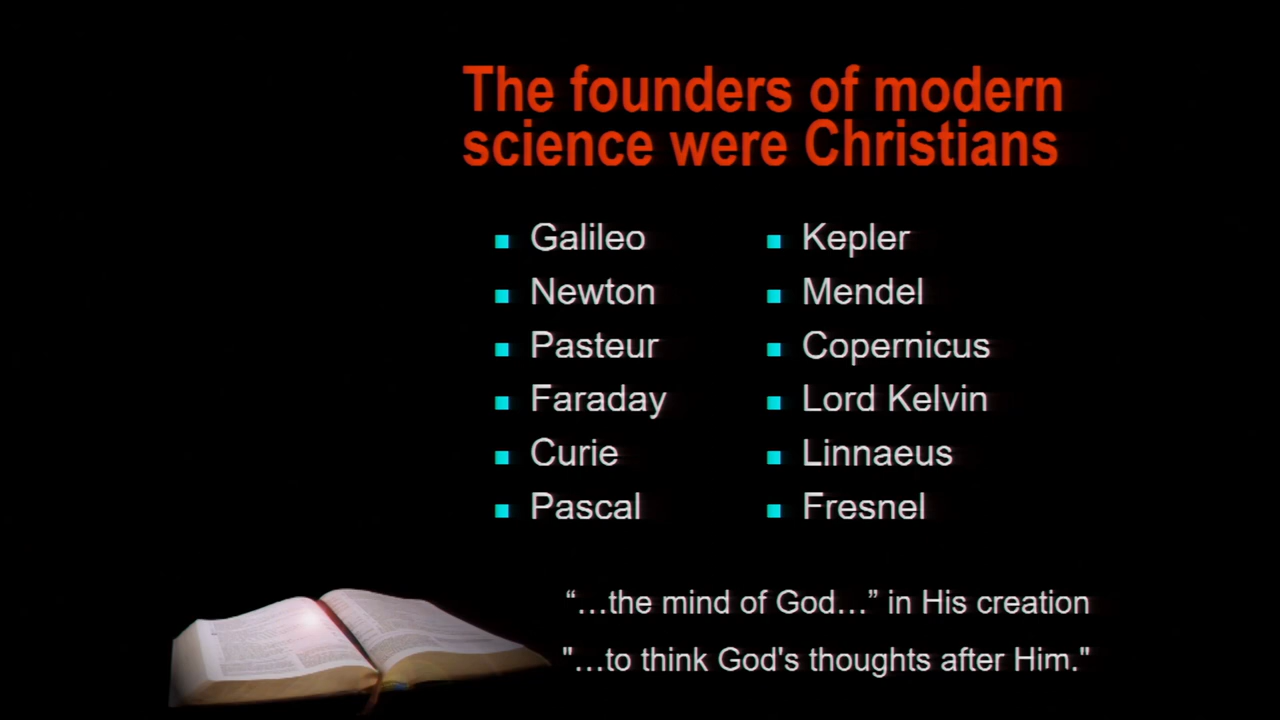 The founders of modern
science were Christians
Galileo
Newton
Pasteur
Faraday
Curie
Pascal
Kepler
Mendel
Copernicus
Lord Kelvin
Linnaeus
Fresnel
“…the mind of God…” in His creation
"…to think God's thoughts after Him."